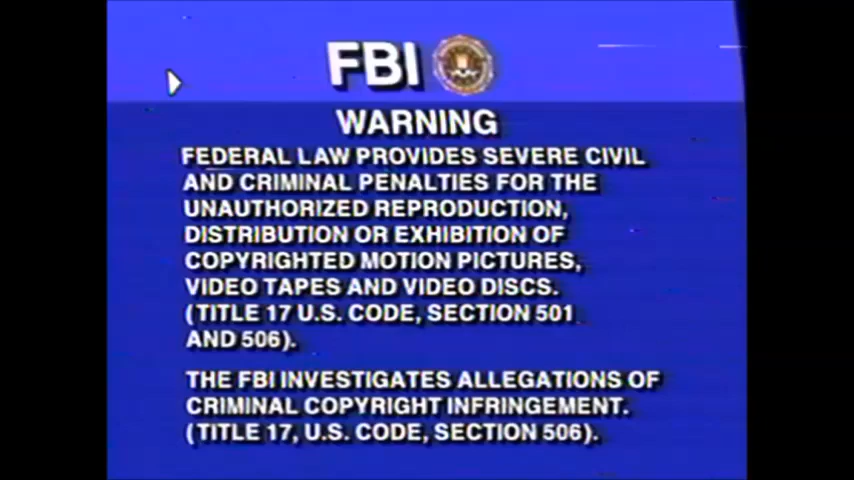 FBI
WARNING
FEDERAL LAW PROVIDES SEVERE CIVIL
AND CRIMINAL PENALTIES FOR THE
UNAUTHORIZED REPRODUCTION,
DISTRIBUTION OR EXHIBITION OF
COPYRIGHTED MOTION PICTURES,
VIDEO TAPES AND VIDEO DISCS.
(TITLE 17 U.S. CODE, SECTION 501
AND 506).
THE FBI INVESTIGATES ALLEGATIONS OF
CRIMINAL COPYRIGHT INFRINGEMENT.
(TITLE 17, U.S. CODE, SECTION 506).